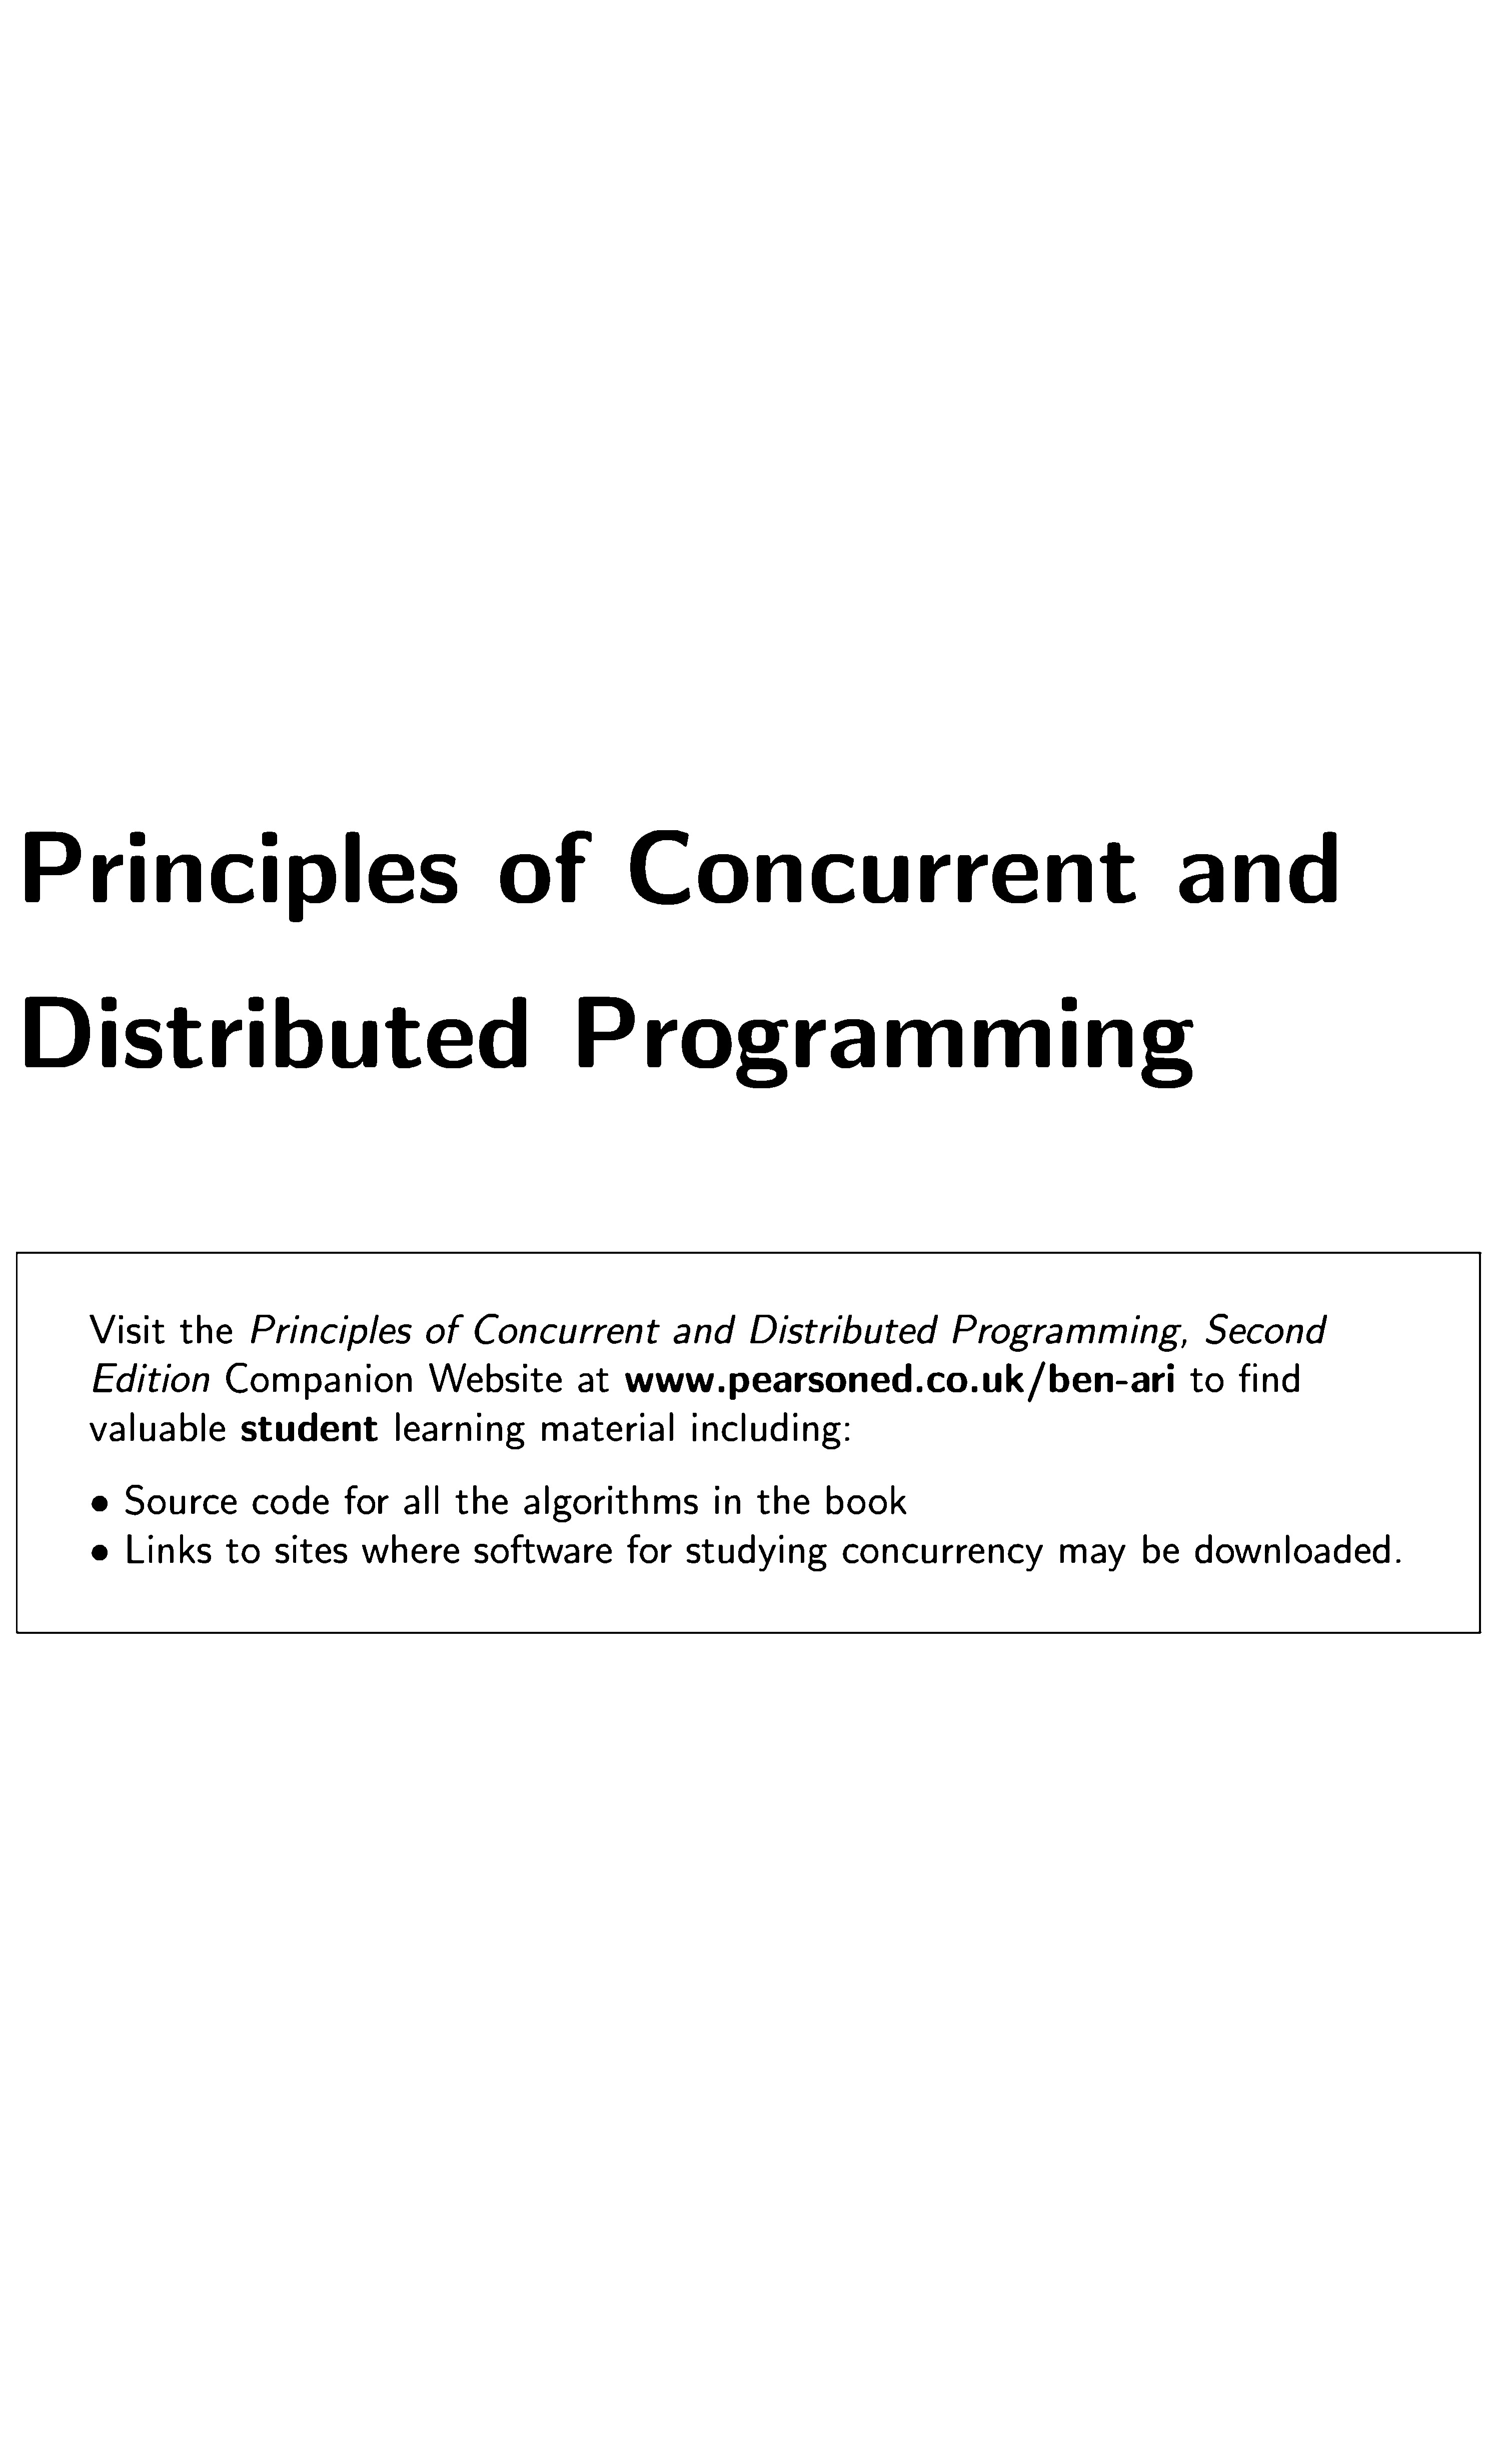 Principles of Concurrent and
Distributed Programming
Visit the Principles of Concurrent and Distributed Programming, Second
Edition Companion Website at www.pearsoned.co.uk/ben-ari to find
valuable student learning material including:
• Source code for all the algorithms in the book
• Links to sites where software for studying concurrency may be downloaded.